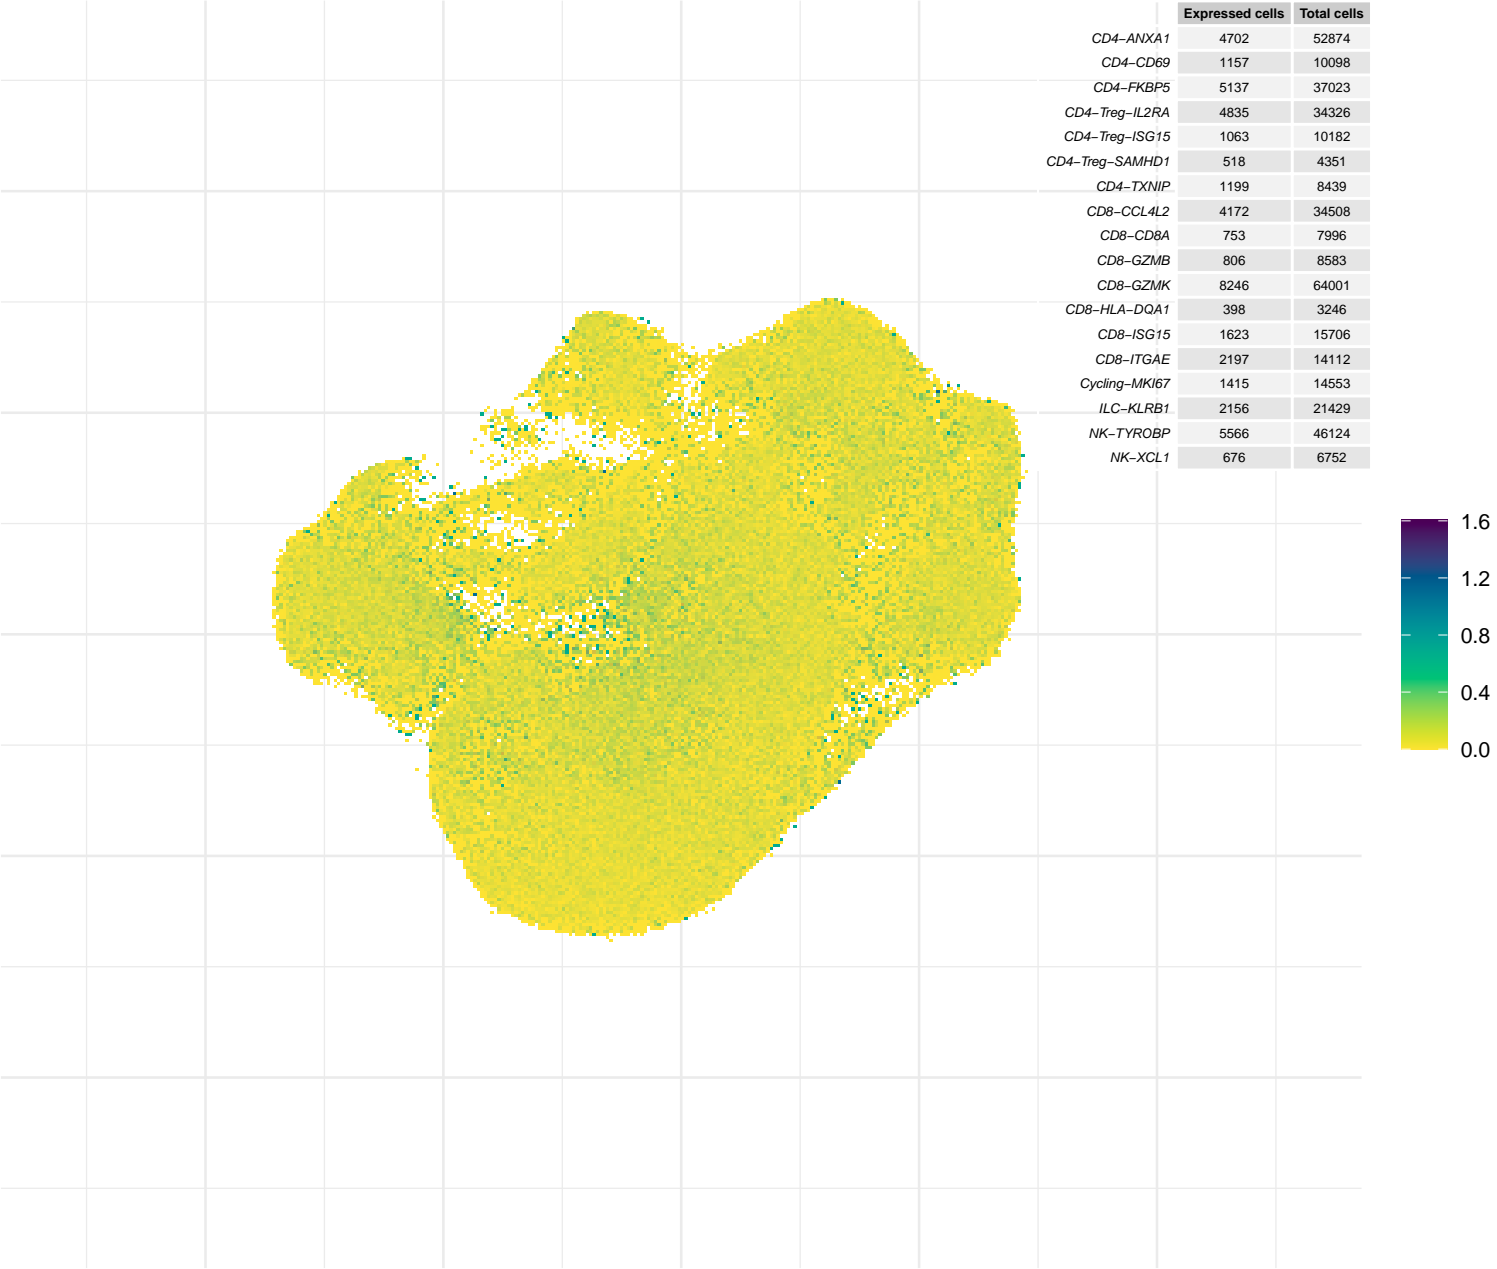 Expressed cells Total cells
CD4−ANXA1 4702 52874
CD4−CD69 1157 10098
CD4−FKBP5 5137 37023
CD4−Treg−IL2RA 4835 34326
CD4−Treg−ISG15 1063 10182
CD4−Treg−SAMHD1 518 4351
CD4−TXNIP 1199 8439
CD8−CCL4L2 4172 34508
CD8−CD8A 753 7996
CD8−GZMB 806 8583
CD8−GZMK 8246 64001
CD8−HLA−DQA1 398 3246
CD8−ISG15 1623 15706
CD8−ITGAE 2197 14112
Cycling−MKI67 1415 14553
ILC−KLRB1 2156 21429
NK−TYROBP 5566 46124
NK−XCL1 676 6752
1.6
1.2
0.8
0.4
0.0